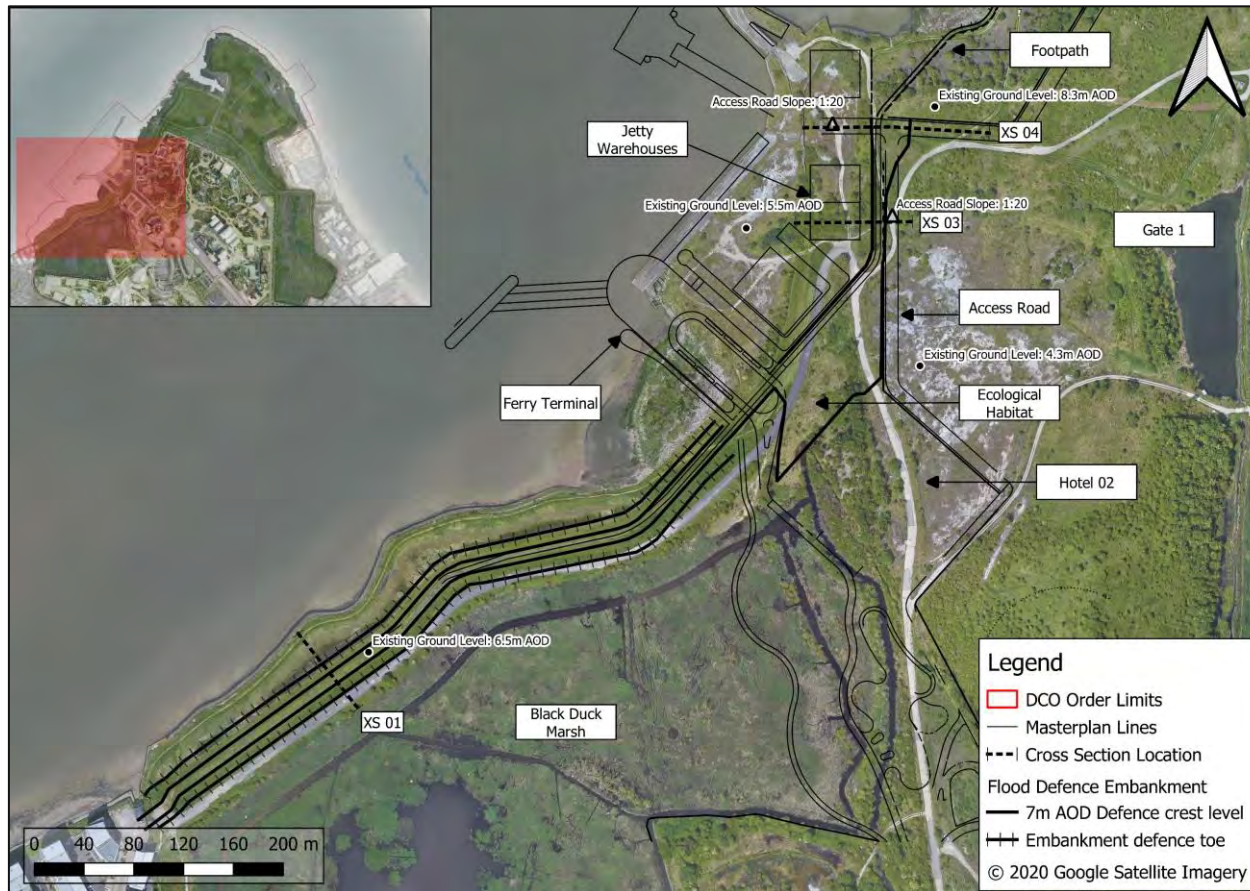 Footpath
Existing Ground Level: 8.3m AOD
Access Road Slope: 1:20
XS 04
Jetty
Warehouses
Existing Ground Level: 5.5m AOD
Access Road Slope: 1:20
XS 03
Gate 1
Access Road
Existing Ground Level: 4.3m AOD
Ferry Terminal
Ecological
Habitat
Hotel 02
Existing Ground Level: 6.5m AOD
XS 01
Black Duck
Marsh
Legend
DCO Order Limits
Masterplan Lines
Cross Section Location
Flood Defence Embankment
7m AOD Defence crest level
Embankment defence toe
© 2020 Google Satellite Imagery
0 40 80 120 160 200 m